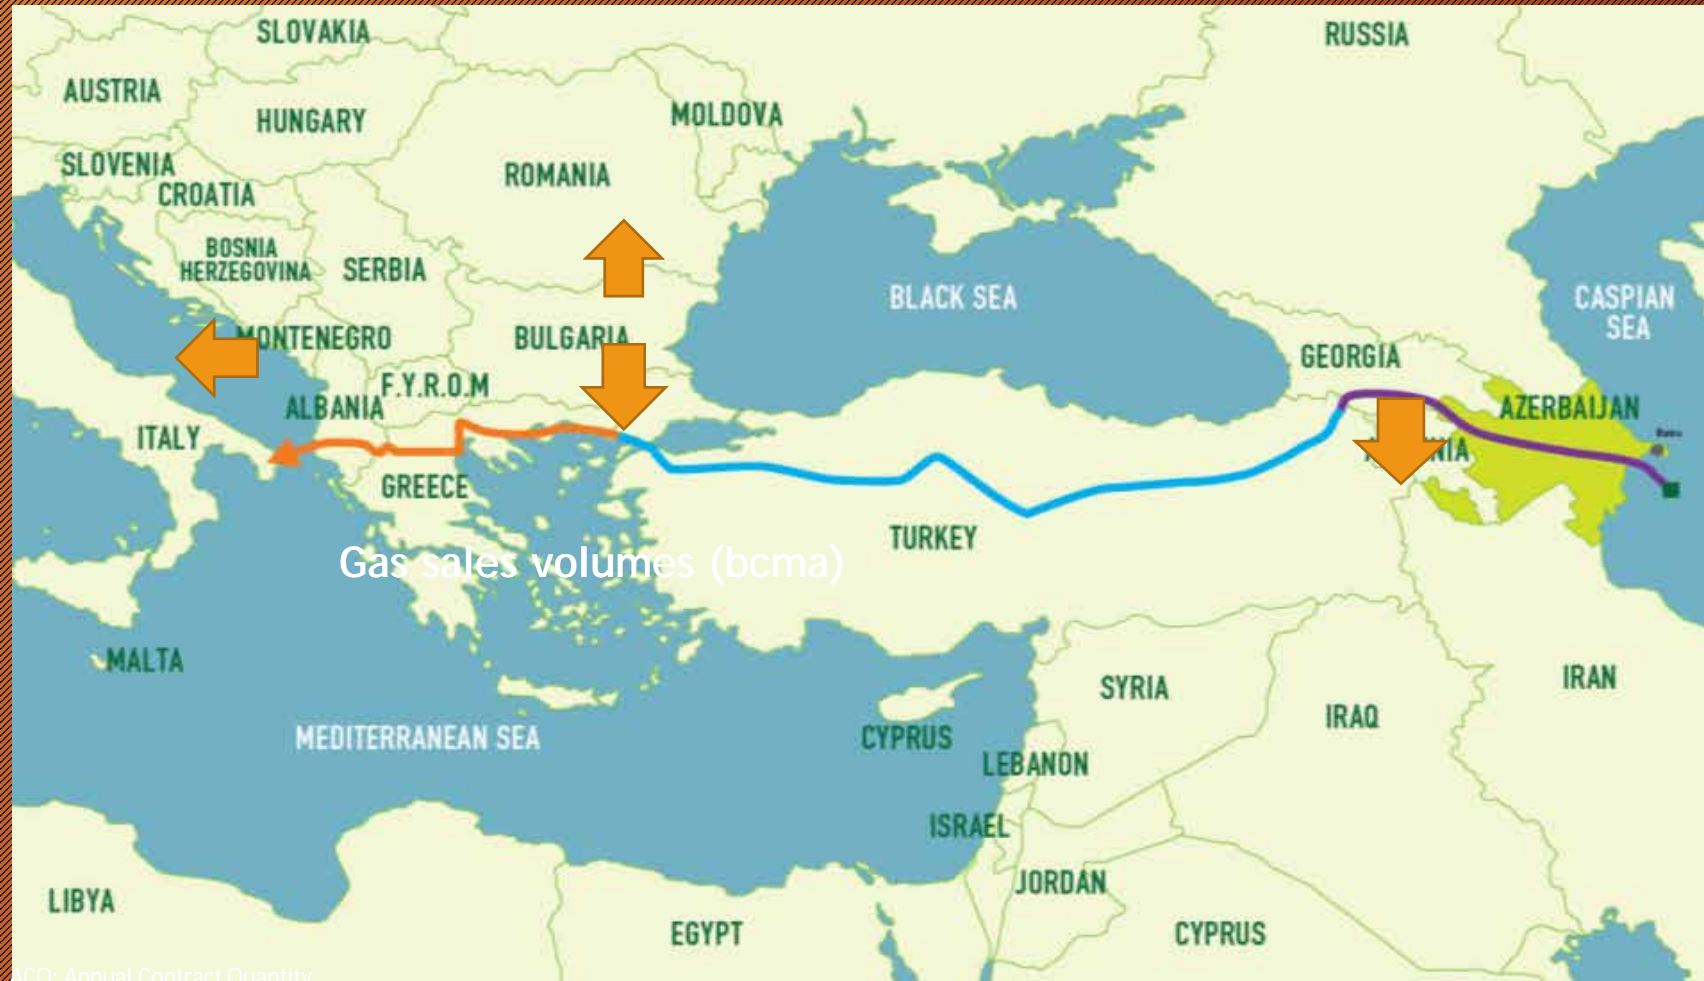 SLOVAKIA
RUSSIA
AUSTRIA
MOLDOVA
HUNGARY
SLOVENIA
ROMANIA
CROATIA
BOSNIA
HERZEGOVINA
SERBIA
BLACK SEA
CASPIAN
SEA
MONTENEGRO
BULGARIA
GEORGIA
F.Y.R.O.M
ALBANIA
AZERBAIJAN
ITALY
NIA
GREECE
TURKEY
Gas sales volumes (bcma)
MALTA
SYRIA
IRAN
IRAQ
MEDITERRANEAN SEA
CYPRUS
LEBANON
ISRAEL
JORDAN
LIBYA
EGYPT
CYPRUS
ACQ: Annual Contract Quantity